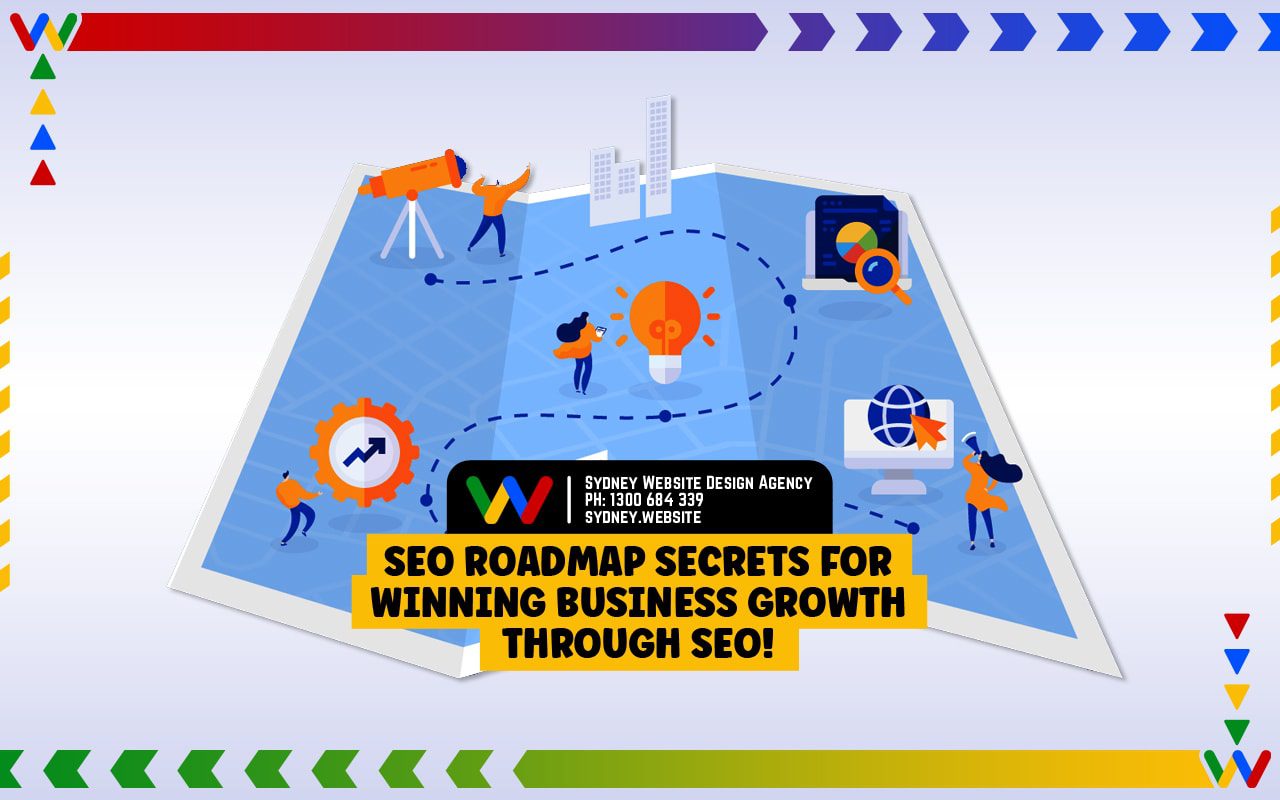 Sydney Website Design Agency
PH: 1300 684 339
SYDNEY.WEBSITE
SEO ROADMAP SECRETS FOR
WINNING BUSINESS GROWTH
THROUGH SEO!